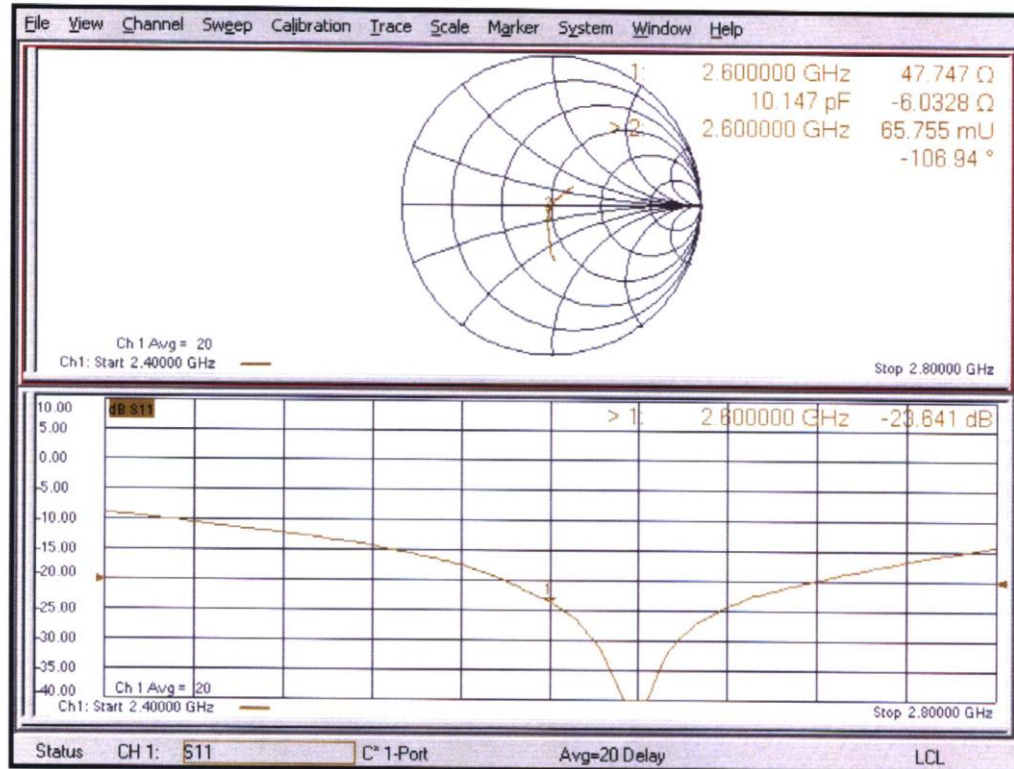 File View Channel Sweep Calibration Trace Scale Marker System Window Help
1: 2.600000 GHz 47.747 Ω
10.147 pF -6.0328 Ω
> 2: 2.600000 GHz 65.755 mU
-106.94 °
Ch 1 Avg = 20
Ch1: Start 2.40000 GHz
Stop 2.80000 GHz
10.00
dB S11
> 1: 2.600000 GHz -23.641 dB
5.00
0.00
-5.00
-10.00
-15.00
-20.00
-25.00
1
-30.00
-35.00
-40.00
Ch 1 Avg = 20
Ch1: Start 2.40000 GHz
Stop 2.80000 GHz
Status CH 1: S11 C* 1-Port Avg=20 Delay LCL